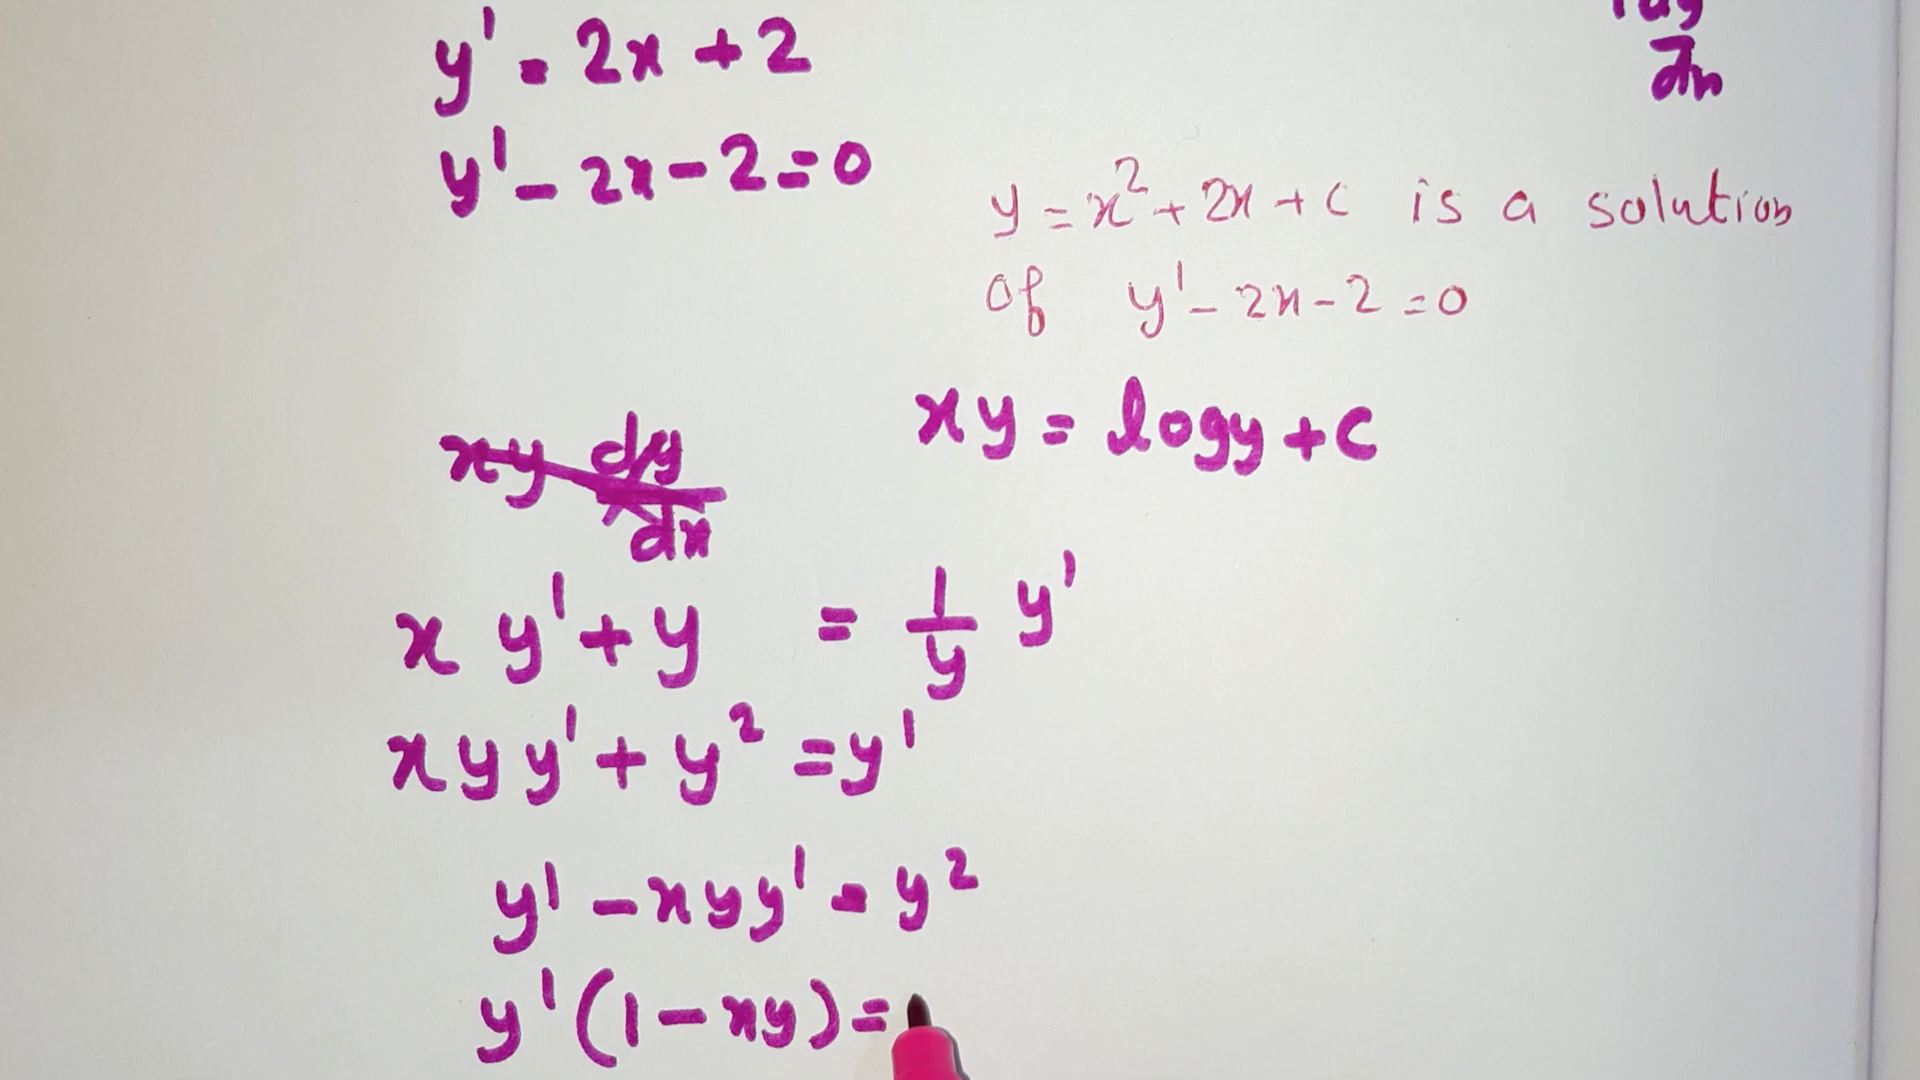 y' = 2x + 2
y' - 2x - 2 = 0
y = x² + 2x + c is a solution
of y' - 2x - 2 = 0
xy = logy + c
xy dy
dx
x y' + y = 1/y y'
xyy' + y² = y'
y' - xyy' = y²
y'(1 - xy) =